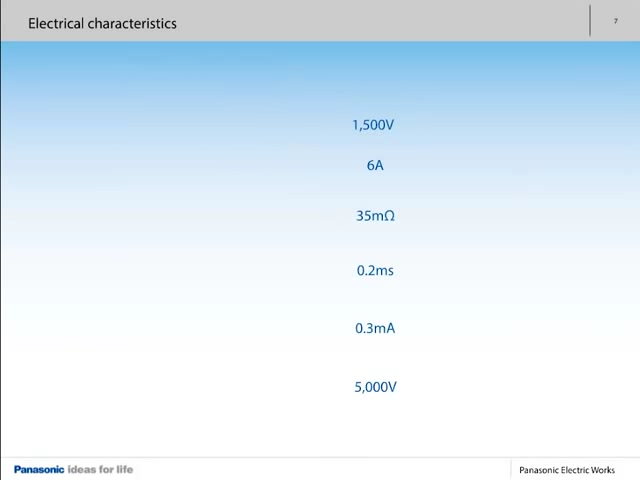 Electrical characteristics
7
1,500V
6A
35mΩ
0.2ms
0.3mA
5,000V
Panasonic ideas for life
Panasonic Electric Works